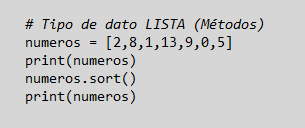 # Tipo de dato LISTA (Métodos)
numeros = [2,8,1,13,9,0,5]
print(numeros)
numeros.sort()
print(numeros)